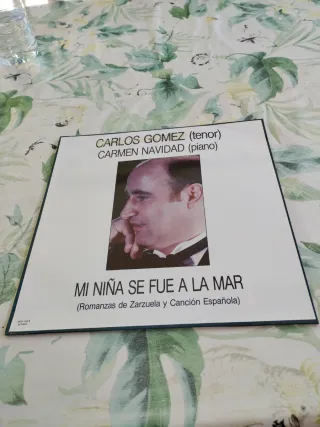 CARLOS GOMEZ (tenor)
CARMEN NAVIDAD (piano)
MI NIÑA SE FUE A LA MAR
(Romanzas de Zarzuela y Canción Española)